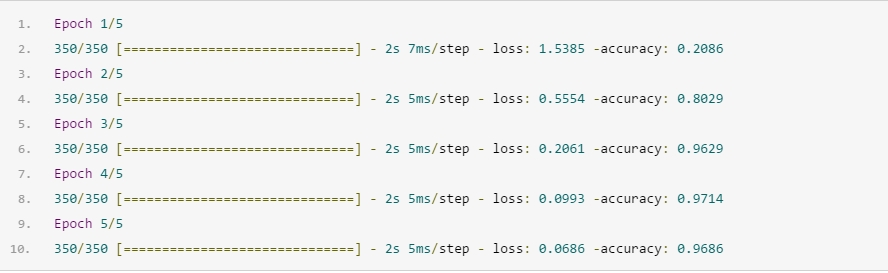 1. Epoch 1/5
2. 350/350 [==============================] - 2s 7ms/step - loss: 1.5385 -accuracy: 0.2086
3. Epoch 2/5
4. 350/350 [==============================] - 2s 5ms/step - loss: 0.5554 -accuracy: 0.8029
5. Epoch 3/5
6. 350/350 [==============================] - 2s 5ms/step - loss: 0.2061 -accuracy: 0.9629
7. Epoch 4/5
8. 350/350 [==============================] - 2s 5ms/step - loss: 0.0993 -accuracy: 0.9714
9. Epoch 5/5
10. 350/350 [==============================] - 2s 5ms/step - loss: 0.0686 -accuracy: 0.9686